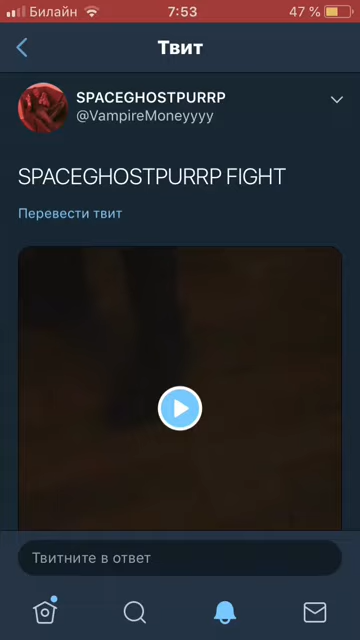 Билайн 7:53 47 %
Твит
SPACEGHOSTPURRP
@VampireMoneyyyy
SPACEGHOSTPURRP FIGHT
Перевести твит
Твитните в ответ